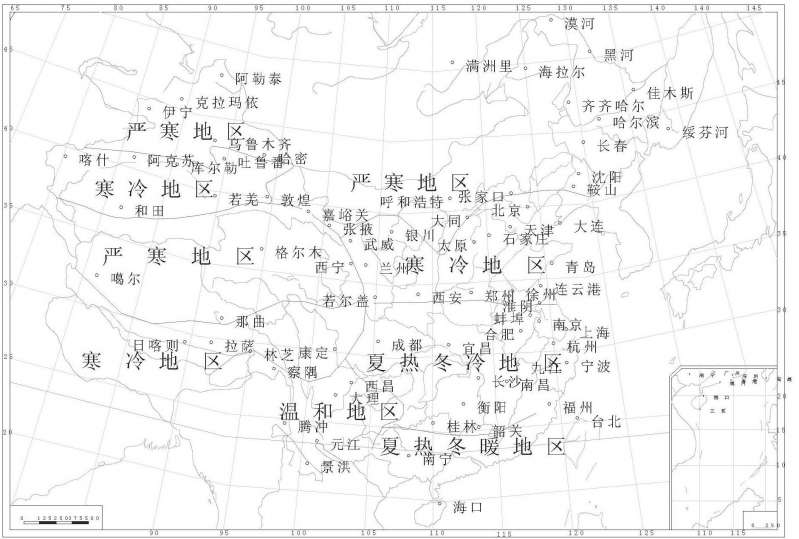 65 75 80 85 90 95 100 105 110 115 120 125 130 135 140 145
漠河
黑河
满洲里
海拉尔
阿勒泰
佳木斯
克拉玛依
齐齐哈尔
伊宁
哈尔滨
绥芬河
严寒地区
乌鲁木齐
长春
喀什 阿克苏 库尔勒 吐鲁番 哈密
沈阳
严寒地区
寒冷地区
鞍山
若羌 敦煌
呼和浩特 张家口
和田
嘉峪关
大同
北京
张掖
天津
大连
武威
银川
太原
石家庄
严寒地区
格尔木
西宁
兰州
寒冷地区
青岛
噶尔
若尔盖
西安
郑州
徐州
连云港
淮阴
蚌埠
那曲
南京
合肥
上海
日喀则
拉萨
林芝
康定
成都
宜昌
杭州
寒冷地区
夏热冬冷地区
宁波
察隅
九江
西昌
长沙
南昌
大理
温和地区
衡阳
福州
台北
腾冲
桂林
韶关
元江
夏热冬暖地区
南宁
景洪
海口
90 95 100 105 110 115 120 125 130 135 140